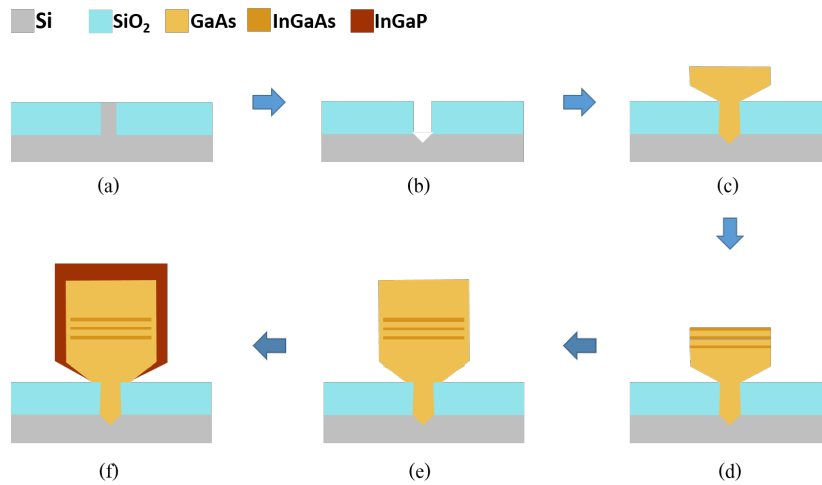 Si SiO₂ GaAs InGaAs InGaP
(a) (b) (c)
(f) (e) (d)